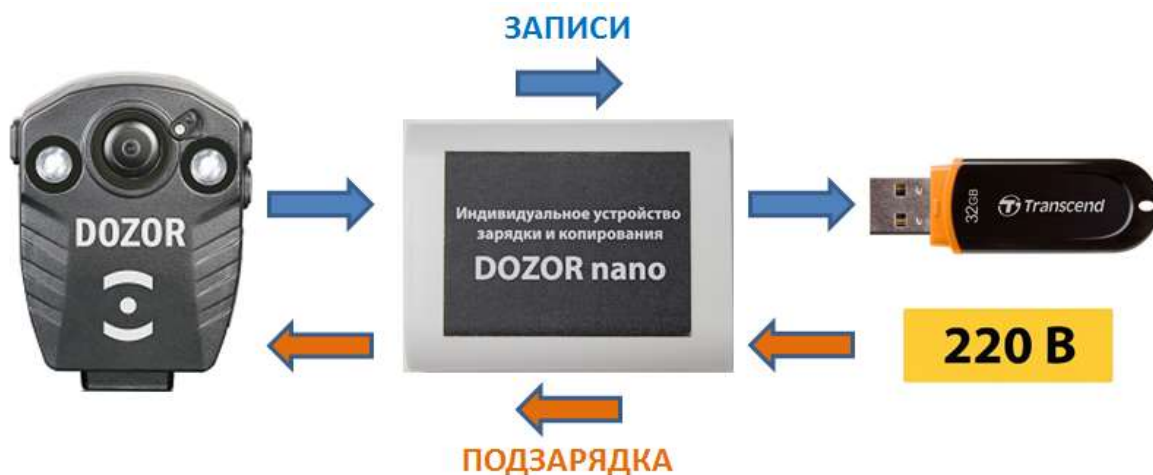 ЗАПИСИ
DOZOR
Индивидуальное устройство
зарядки и копирования
DOZOR nano
32GB
Transcend
220 В
ПОДЗАРЯДКА